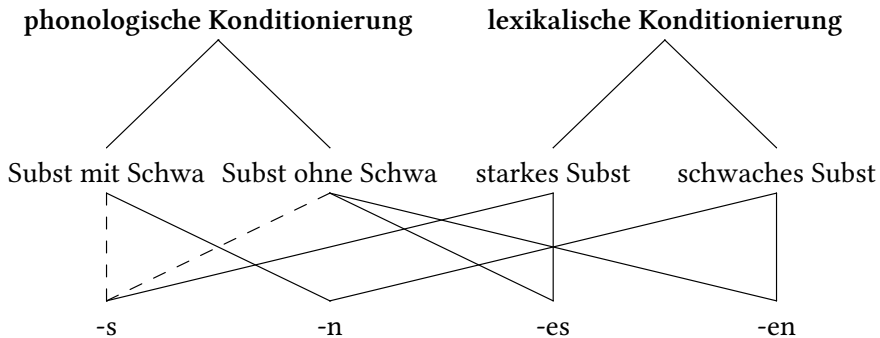 phonologische Konditionierung lexikalische Konditionierung
Subst mit Schwa Subst ohne Schwa starkes Subst schwaches Subst
-s -n -es -en